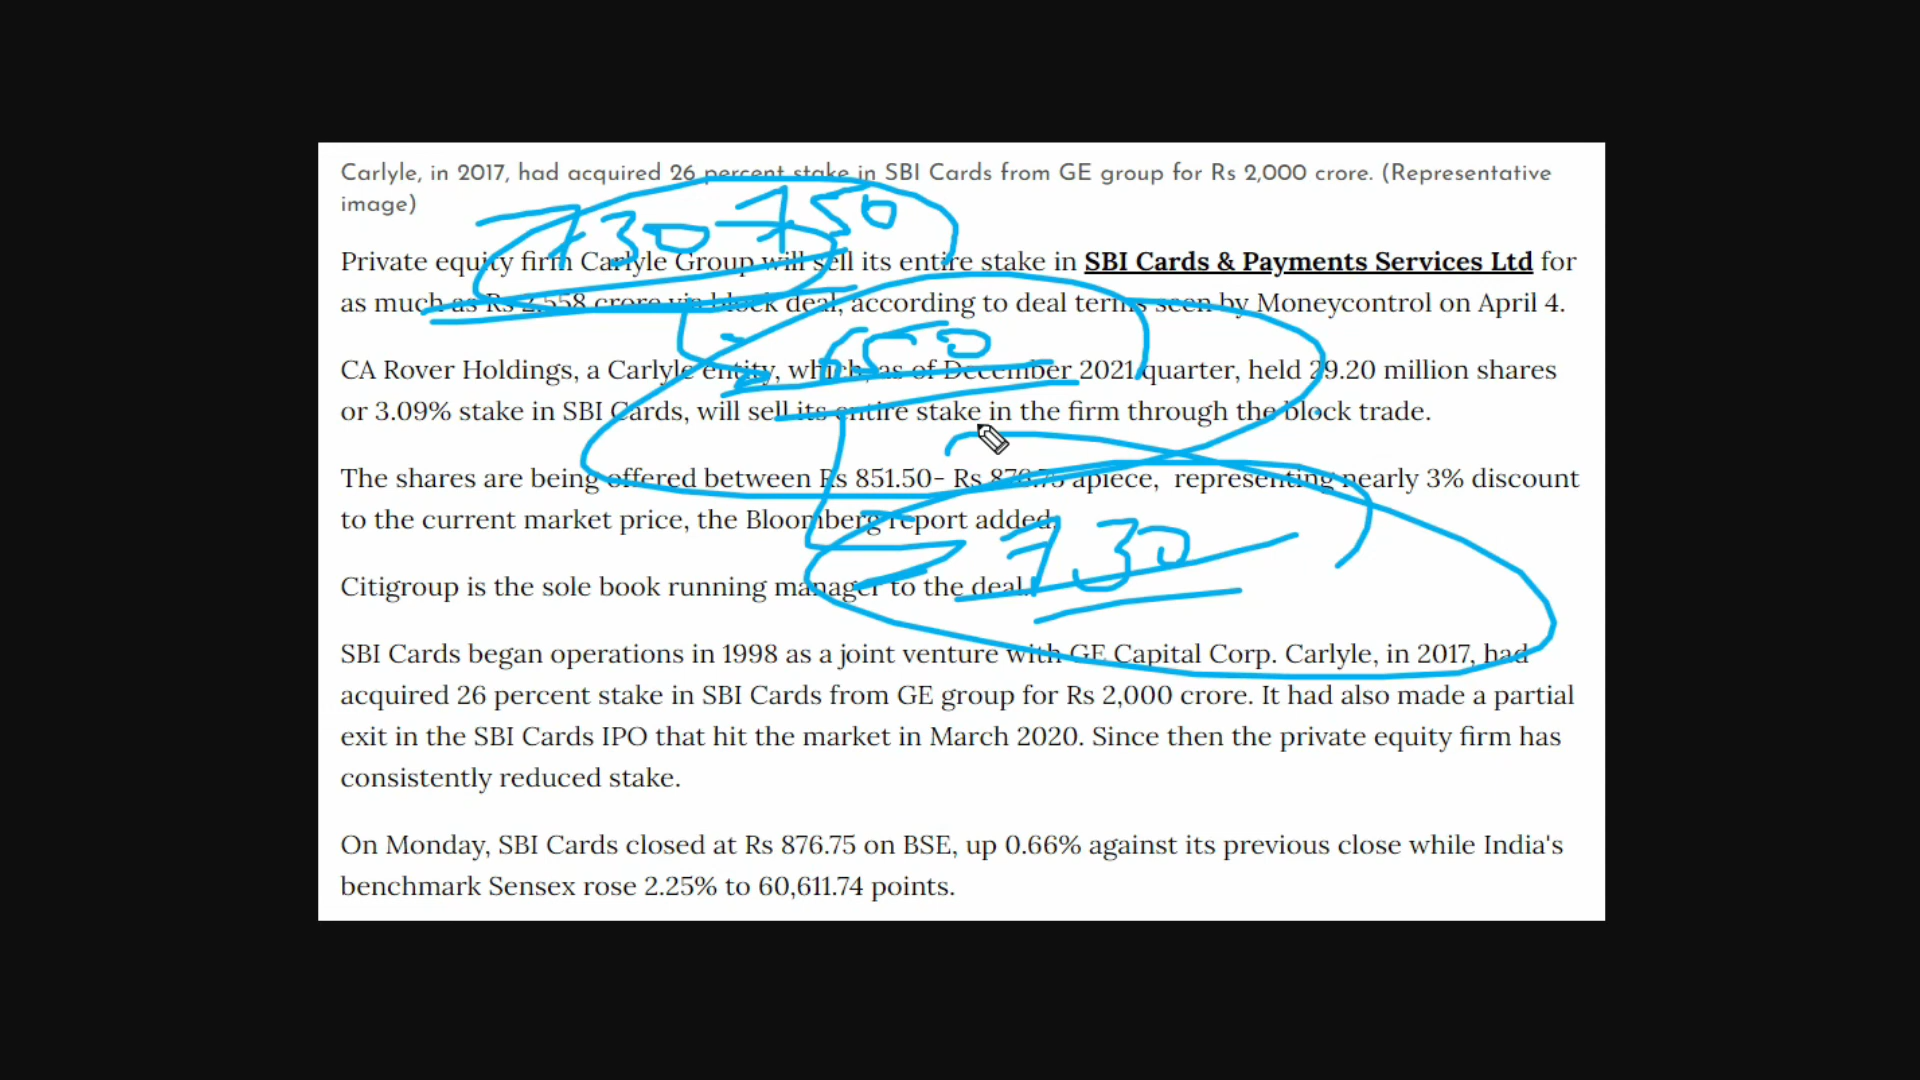 Carlyle, in 2017, had acquired 26 percent stake in SBI Cards from GE group for Rs 2,000 crore. (Representative
image)
730-750
Private equity firm Carlyle Group will sell its entire stake in SBI Cards & Payments Services Ltd for
as much as Rs 2,558 crore via block deal, according to deal terms seen by Moneycontrol on April 4.
650
CA Rover Holdings, a Carlyle entity, which, as of December 2021 quarter, held 29.20 million shares
or 3.09% stake in SBI Cards, will sell its entire stake in the firm through the block trade.
The shares are being offered between Rs 851.50- Rs 876.75 apiece, representing nearly 3% discount
to the current market price, the Bloomberg report added.
730
Citigroup is the sole book running manager to the deal.
SBI Cards began operations in 1998 as a joint venture with GE Capital Corp. Carlyle, in 2017, had
acquired 26 percent stake in SBI Cards from GE group for Rs 2,000 crore. It had also made a partial
exit in the SBI Cards IPO that hit the market in March 2020. Since then the private equity firm has
consistently reduced stake.
On Monday, SBI Cards closed at Rs 876.75 on BSE, up 0.66% against its previous close while India's
benchmark Sensex rose 2.25% to 60,611.74 points.